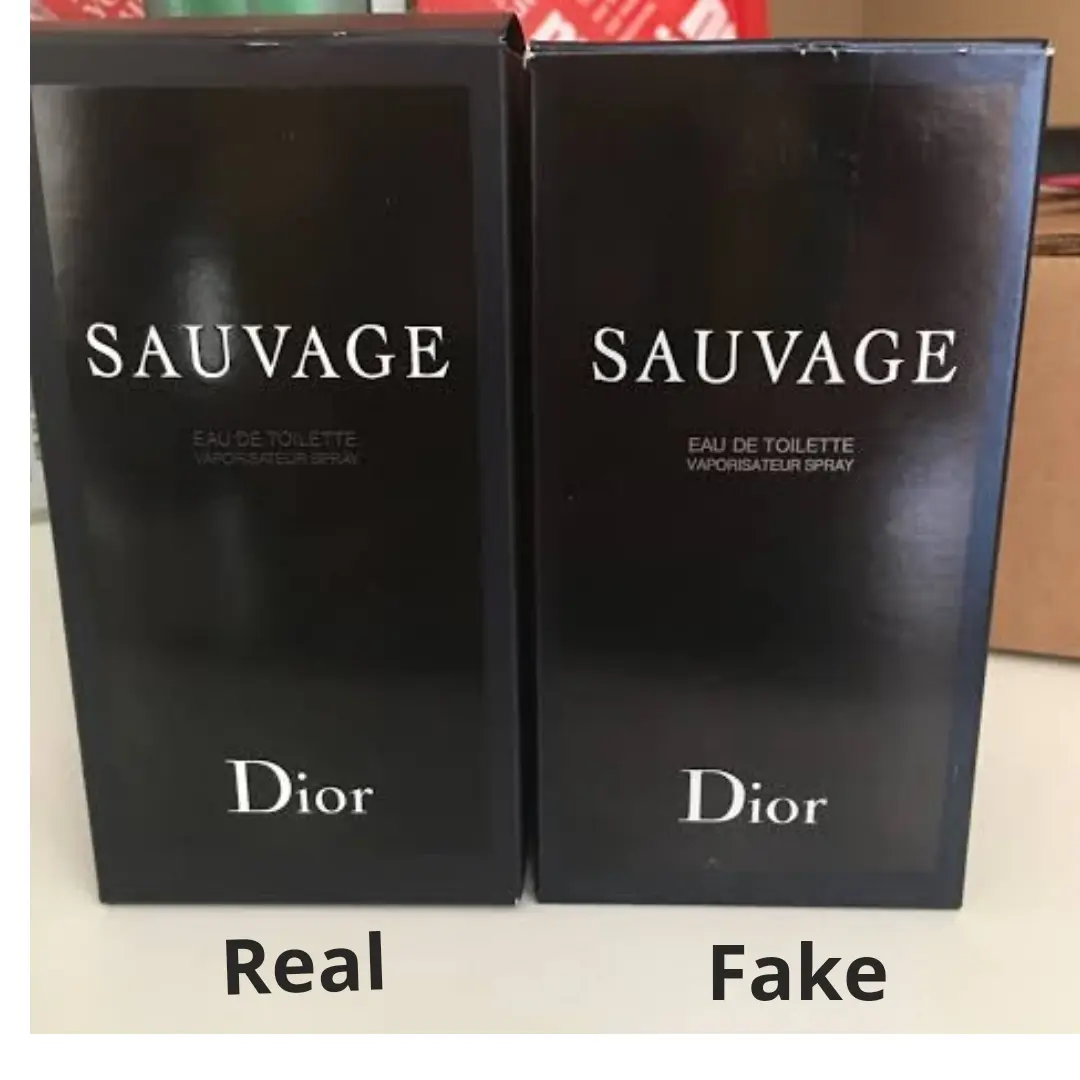 SAUVAGE
EAU DE TOILETTE
VAPORISATEUR SPRAY
Dior
SAUVAGE
EAU DE TOILETTE
VAPORISATEUR SPRAY
Dior
Real
Fake